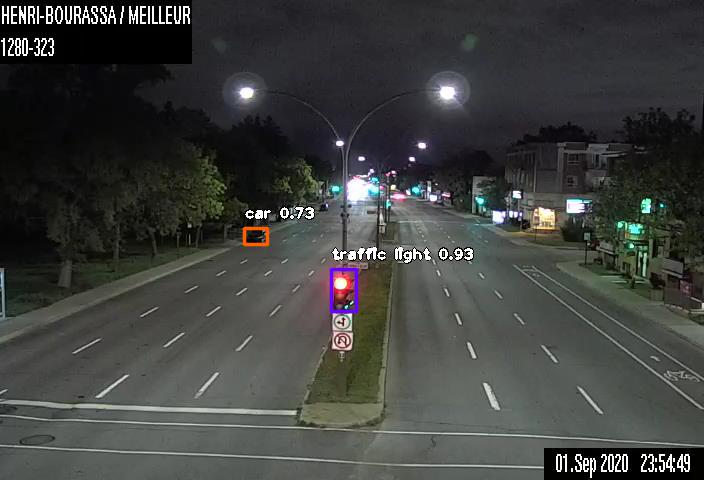 HENRI-BOURASSA / MEILLEUR
1280-323
car 0.73
traffic light 0.93
01.Sep 2020 23:54:49